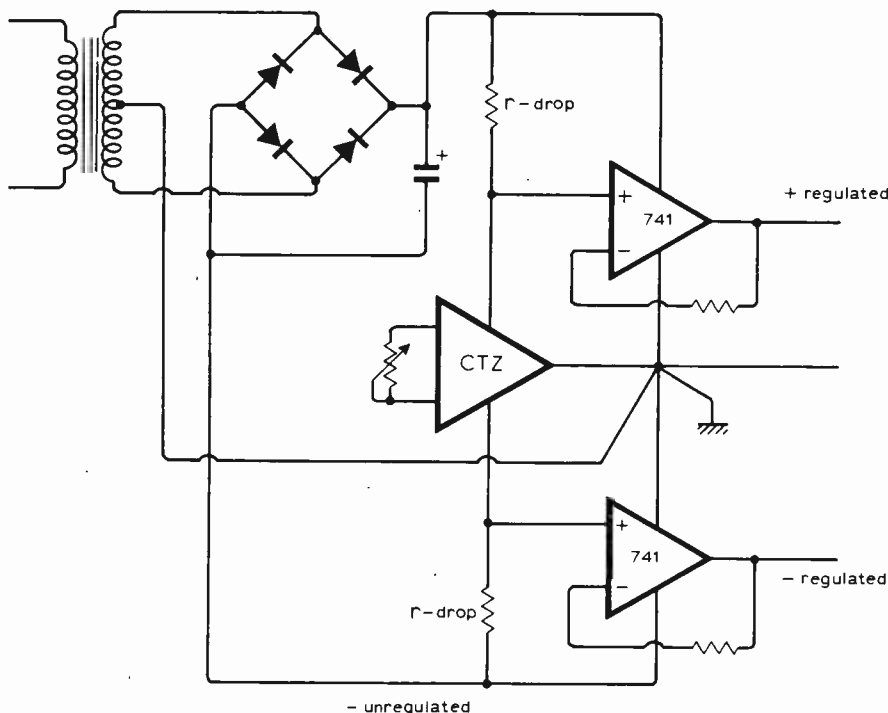 r-drop
+
+
741
−
+ regulated
CTZ
+
741
−
− regulated
r-drop
− unregulated